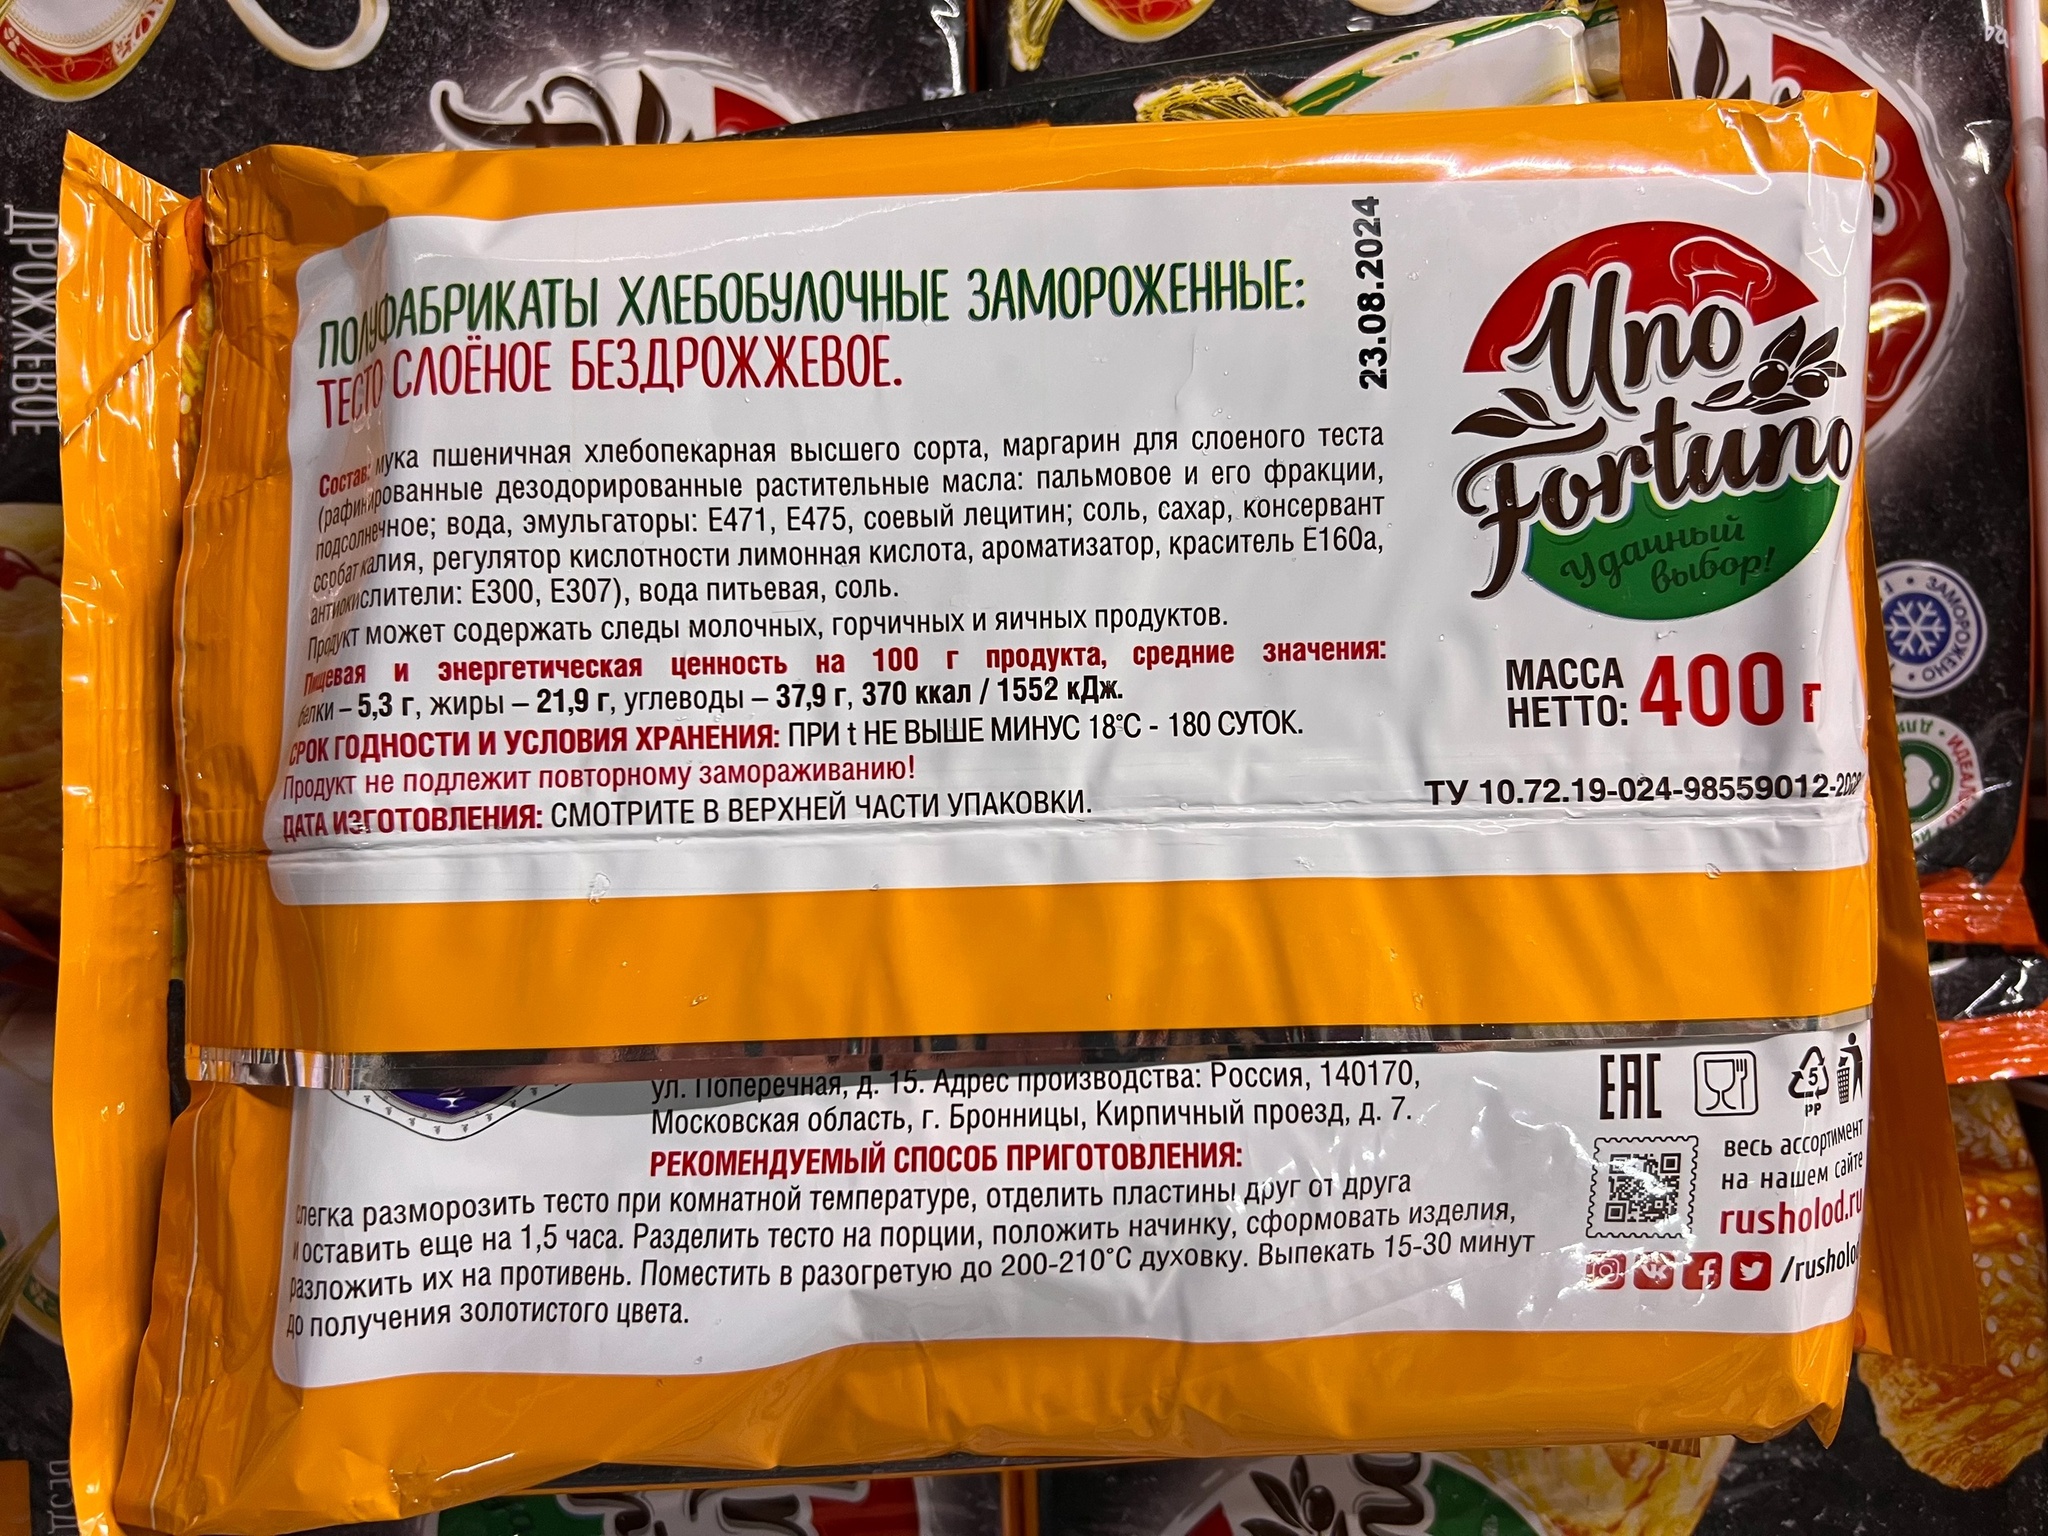 ПОЛУФАБРИКАТЫ ХЛЕБОБУЛОЧНЫЕ ЗАМОРОЖЕННЫЕ:
ТЕСТО СЛОЁНОЕ БЕЗДРОЖЖЕВОЕ.
23.08.2024
Состав: мука пшеничная хлебопекарная высшего сорта, маргарин для слоеного теста
(рафинированные дезодорированные растительные масла: пальмовое и его фракции,
подсолнечное; вода, эмульгаторы: Е471, Е475, соевый лецитин; соль, сахар, консервант
сорбат калия, регулятор кислотности лимонная кислота, ароматизатор, краситель Е160а,
антиокислители: Е300, Е307), вода питьевая, соль.
Продукт может содержать следы молочных, горчичных и яичных продуктов.
Пищевая и энергетическая ценность на 100 г продукта, средние значения:
белки – 5,3 г, жиры – 21,9 г, углеводы – 37,9 г, 370 ккал / 1552 кДж.
СРОК ГОДНОСТИ И УСЛОВИЯ ХРАНЕНИЯ: ПРИ t НЕ ВЫШЕ МИНУС 18°С - 180 СУТОК.
Продукт не подлежит повторному замораживанию!
ДАТА ИЗГОТОВЛЕНИЯ: СМОТРИТЕ В ВЕРХНЕЙ ЧАСТИ УПАКОВКИ.
Uno
Fortuno
Удачный
выбор!
МАССА
НЕТТО: 400 г
ТУ 10.72.19-024-98559012-
ул. Поперечная, д. 15. Адрес производства: Россия, 140170,
Московская область, г. Бронницы, Кирпичный проезд, д. 7.
РЕКОМЕНДУЕМЫЙ СПОСОБ ПРИГОТОВЛЕНИЯ:
слегка разморозить тесто при комнатной температуре, отделить пластины друг от друга
и оставить еще на 1,5 часа. Разделить тесто на порции, положить начинку, сформовать изделия,
разложить их на противень. Поместить в разогретую до 200-210°С духовку. Выпекать 15-30 минут
до получения золотистого цвета.
ЕАС
5
PP
весь ассортимент
на нашем сайте
rusholod.ru
/rusholod
ДРОЖЖЕВОЕ
ЗАМОРОЖЕНО